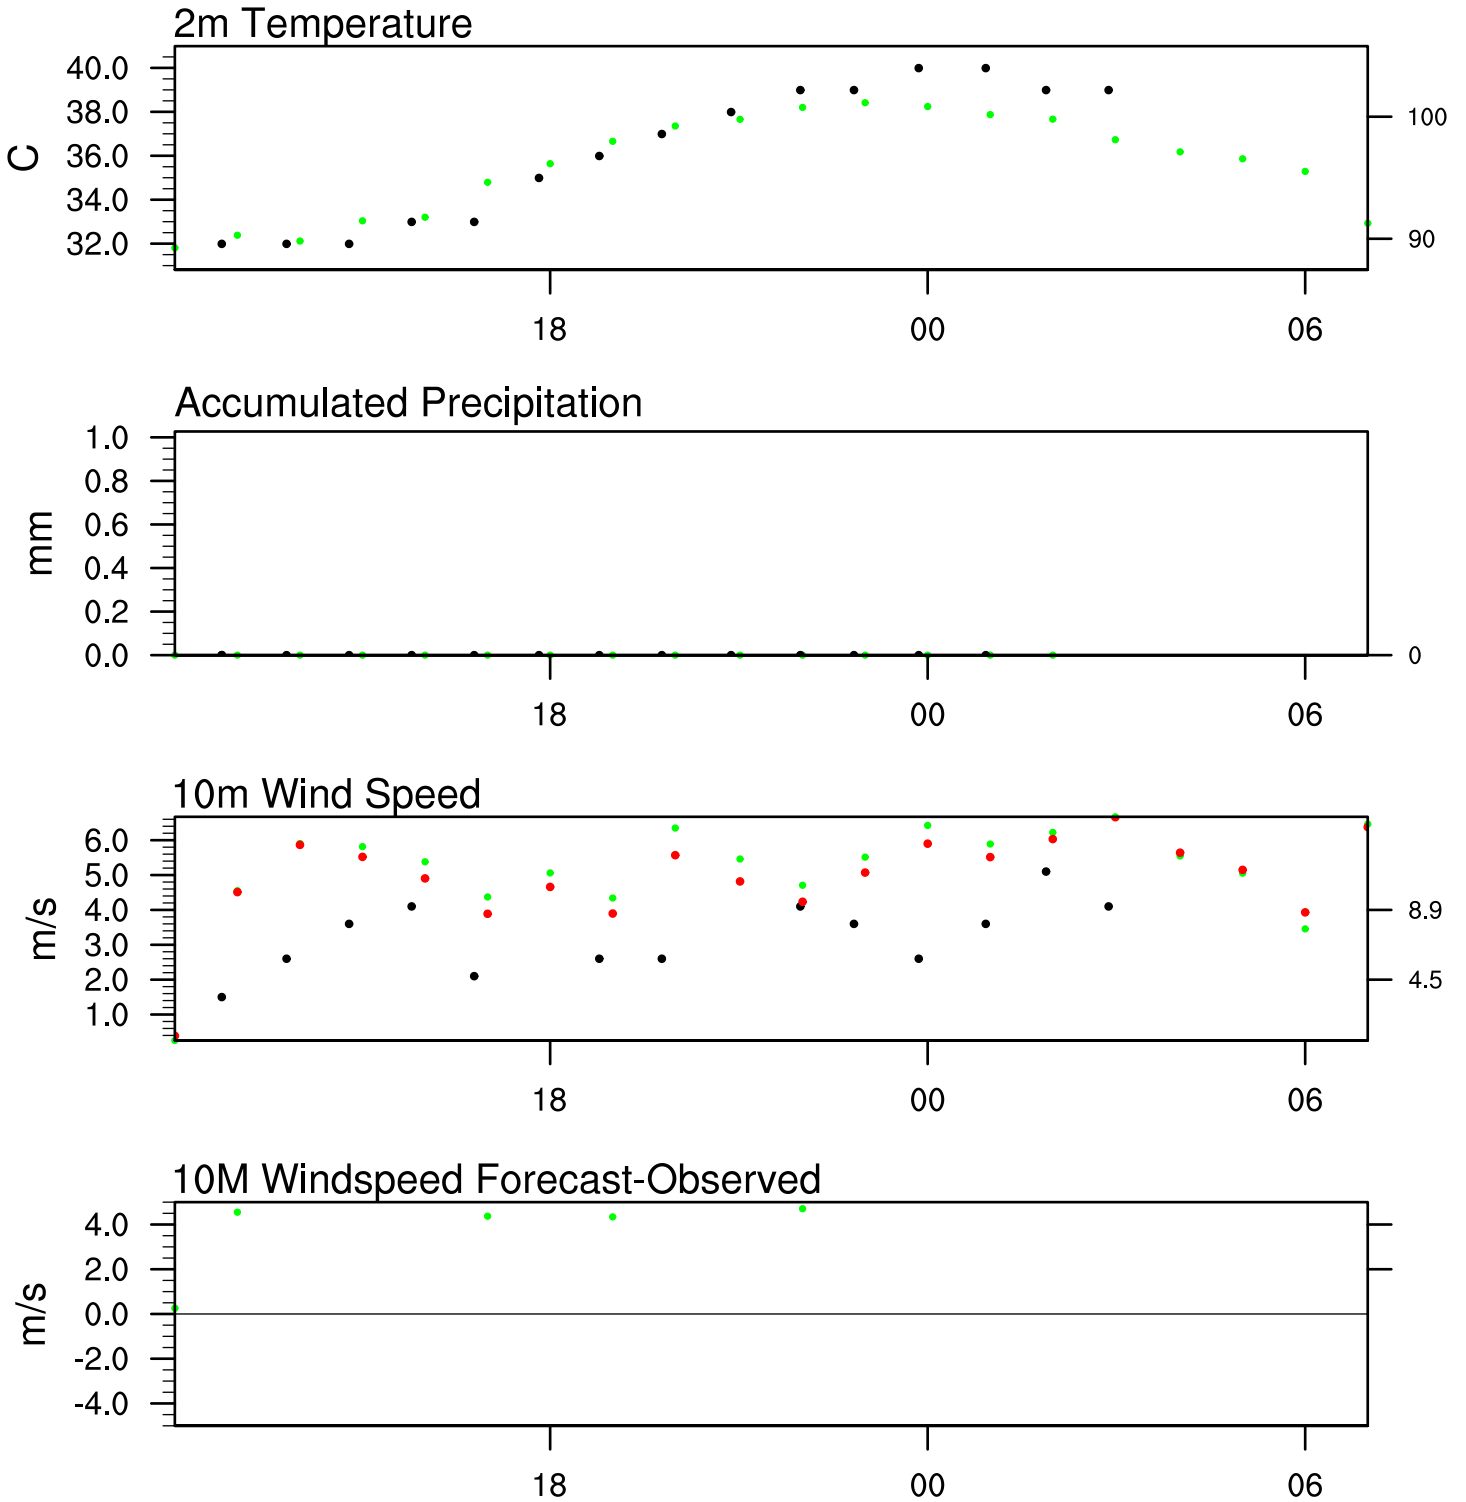 2m Temperature
40.0
38.0
36.0
34.0
32.0
C
100
90
18 00 06
Accumulated Precipitation
1.0
0.8
0.6
0.4
0.2
0.0
mm
0
18 00 06
10m Wind Speed
6.0
5.0
4.0
3.0
2.0
1.0
m/s
8.9
4.5
18 00 06
10M Windspeed Forecast-Observed
4.0
2.0
0.0
-2.0
-4.0
m/s
18 00 06